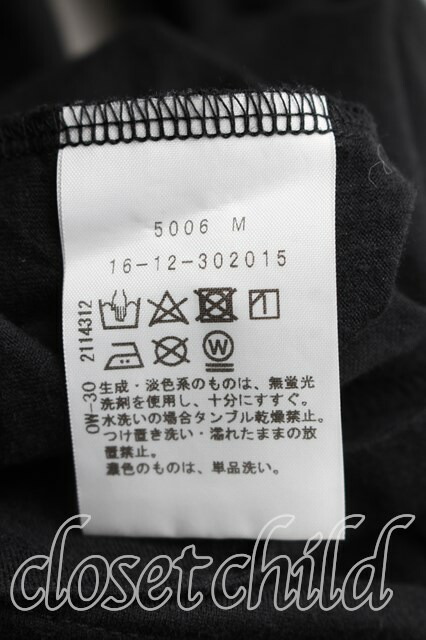 5006 M
16-12-302015
2114312
0W-30
W
生成・淡色系のものは、無蛍光
洗剤を使用し、十分にすすぐ。
水洗いの場合タンブル乾燥禁止。
つけ置き洗い・濡れたままの放
置禁止。
濃色のものは、単品洗い。
closet child